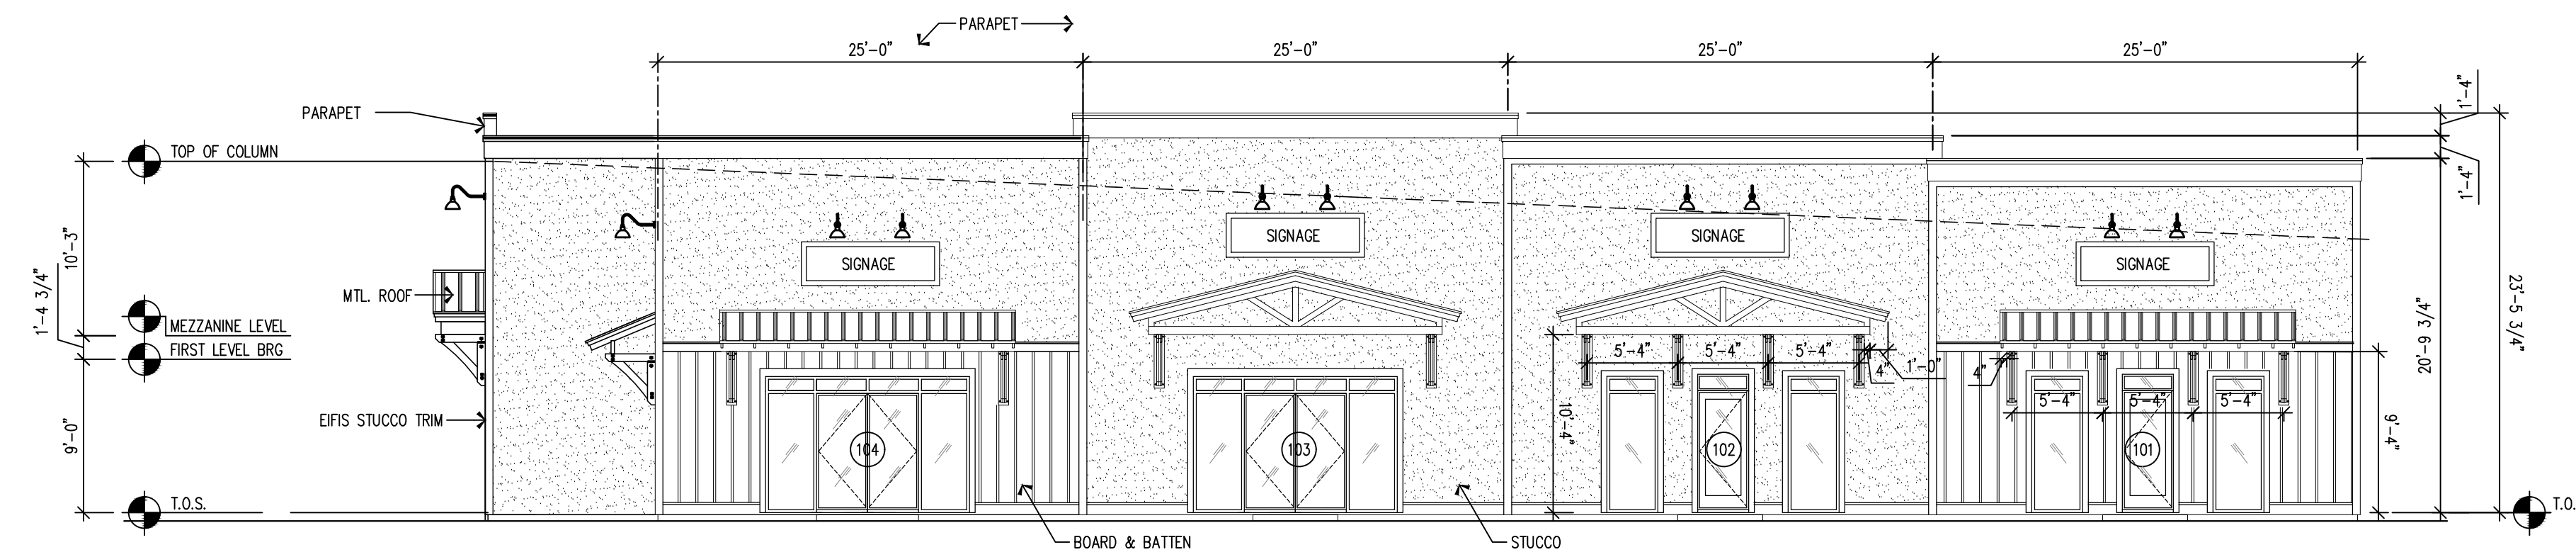 PARAPET
25'-0"
25'-0"
25'-0"
25'-0"
1'-4"
PARAPET
TOP OF COLUMN
1'-4"
10'-3"
SIGNAGE
SIGNAGE
SIGNAGE
SIGNAGE
1'-4 3/4"
MTL. ROOF
23'-5 3/4"
20'-9 3/4"
MEZZANINE LEVEL
FIRST LEVEL BRG
5'-4"
5'-4"
5'-4"
4"
1'-0"
4"
5'-4"
5'-4"
5'-4"
EIFIS STUCCO TRIM
9'-0"
10'-4"
9'-4"
104
103
102
101
T.O.S.
T.O.
BOARD & BATTEN
STUCCO